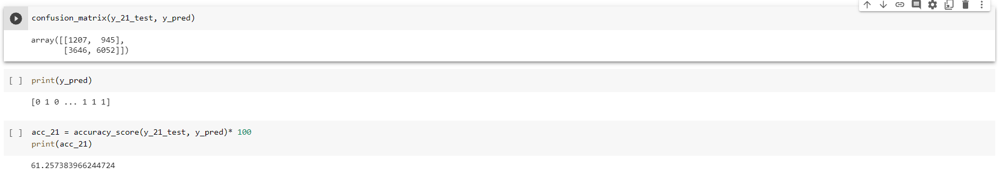 confusion_matrix(y_21_test, y_pred)
array([[1207,  945],
       [3646, 6052]])
[ ] print(y_pred)
[0 1 0 ... 1 1 1]
[ ] acc_21 = accuracy_score(y_21_test, y_pred)* 100
print(acc_21)
61.257383966244724